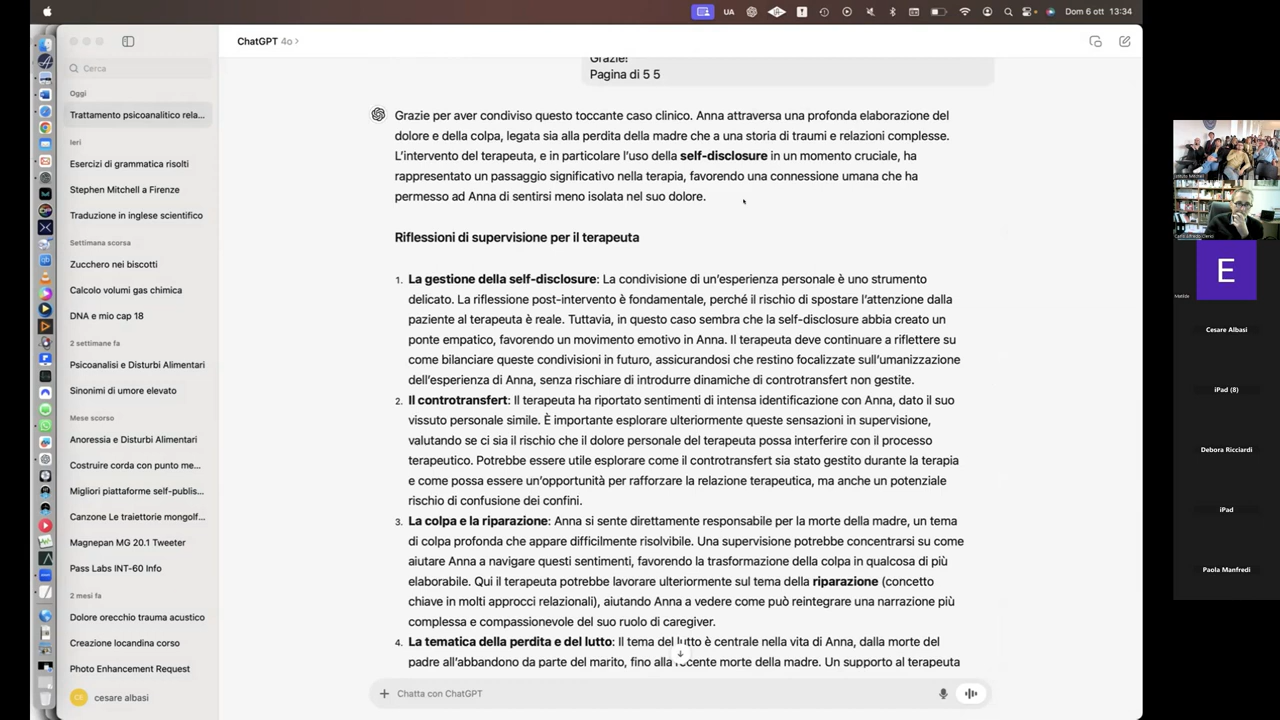 UA
Dom 6 ott 13:34
ChatGPT 4o >
Cerca
Oggi
Trattamento psicoanalitico rela...
Ieri
Esercizi di grammatica risolti
Stephen Mitchell a Firenze
Traduzione in inglese scientifico
Settimana scorsa
Zucchero nei biscotti
Calcolo volumi gas chimica
DNA e mio cap 18
2 settimane fa
Psicoanalisi e Disturbi Alimentari
Sinonimi di umore elevato
Mese scorso
Anoressia e Disturbi Alimentari
Costruire corda con punto me...
Migliori piattaforme self-publis...
Canzone Le traiettorie mongolf...
Magnepan MG 20.1 Tweeter
Pass Labs INT-60 Info
2 mesi fa
Dolore orecchio trauma acustico
Creazione locandina corso
Photo Enhancement Request
cesare albasi
Grazie!
Pagina di 5 5
Grazie per aver condiviso questo toccante caso clinico. Anna attraversa una profonda elaborazione del
dolore e della colpa, legata sia alla perdita della madre che a una storia di traumi e relazioni complesse.
L'intervento del terapeuta, e in particolare l'uso della self-disclosure in un momento cruciale, ha
rappresentato un passaggio significativo nella terapia, favorendo una connessione umana che ha
permesso ad Anna di sentirsi meno isolata nel suo dolore.
Riflessioni di supervisione per il terapeuta
1. La gestione della self-disclosure: La condivisione di un'esperienza personale è uno strumento
delicato. La riflessione post-intervento è fondamentale, perché il rischio di spostare l'attenzione dalla
paziente al terapeuta è reale. Tuttavia, in questo caso sembra che la self-disclosure abbia creato un
ponte empatico, favorendo un movimento emotivo in Anna. Il terapeuta deve continuare a riflettere su
come bilanciare queste condivisioni in futuro, assicurandosi che restino focalizzate sull'umanizzazione
dell'esperienza di Anna, senza rischiare di introdurre dinamiche di controtransfert non gestite.
2. Il controtransfert: Il terapeuta ha riportato sentimenti di intensa identificazione con Anna, dato il suo
vissuto personale simile. È importante esplorare ulteriormente queste sensazioni in supervisione,
valutando se ci sia il rischio che il dolore personale del terapeuta possa interferire con il processo
terapeutico. Potrebbe essere utile esplorare come il controtransfert sia stato gestito durante la terapia
e come possa essere un'opportunità per rafforzare la relazione terapeutica, ma anche un potenziale
rischio di confusione dei confini.
3. La colpa e la riparazione: Anna si sente direttamente responsabile per la morte della madre, un tema
di colpa profonda che appare difficilmente risolvibile. Una supervisione potrebbe concentrarsi su come
aiutare Anna a navigare questi sentimenti, favorendo la trasformazione della colpa in qualcosa di più
elaborabile. Qui il terapeuta potrebbe lavorare ulteriormente sul tema della riparazione (concetto
chiave in molti approcci relazionali), aiutando Anna a vedere come può reintegrare una narrazione più
complessa e compassionevole del suo ruolo di caregiver.
4. La tematica della perdita e del lutto: Il tema del lutto è centrale nella vita di Anna, dalla morte del
padre all'abbandono da parte del marito, fino alla recente morte della madre. Un supporto al terapeuta
Chatta con ChatGPT
E
Matilde
Cesare Albasi
iPad (8)
Debora Ricciardi
iPad
Paola Manfredi